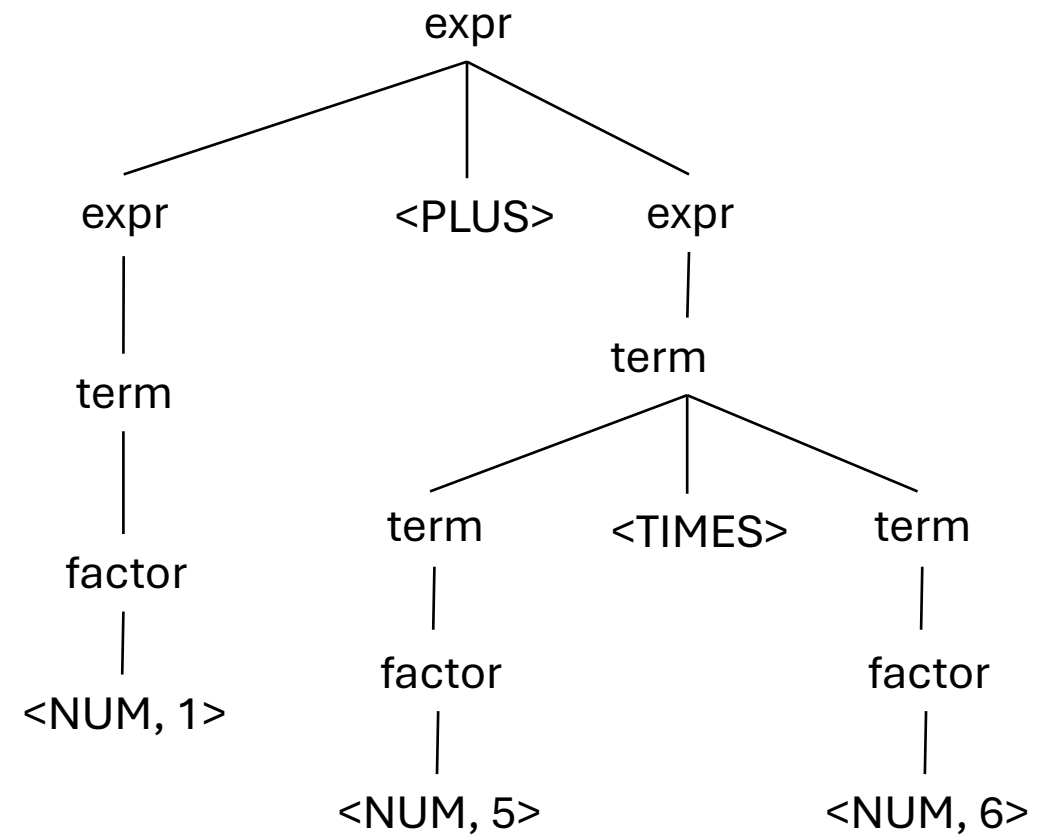 expr
expr <PLUS> expr
term
term
term <TIMES> term
factor
factor factor
<NUM, 1>
<NUM, 5> <NUM, 6>